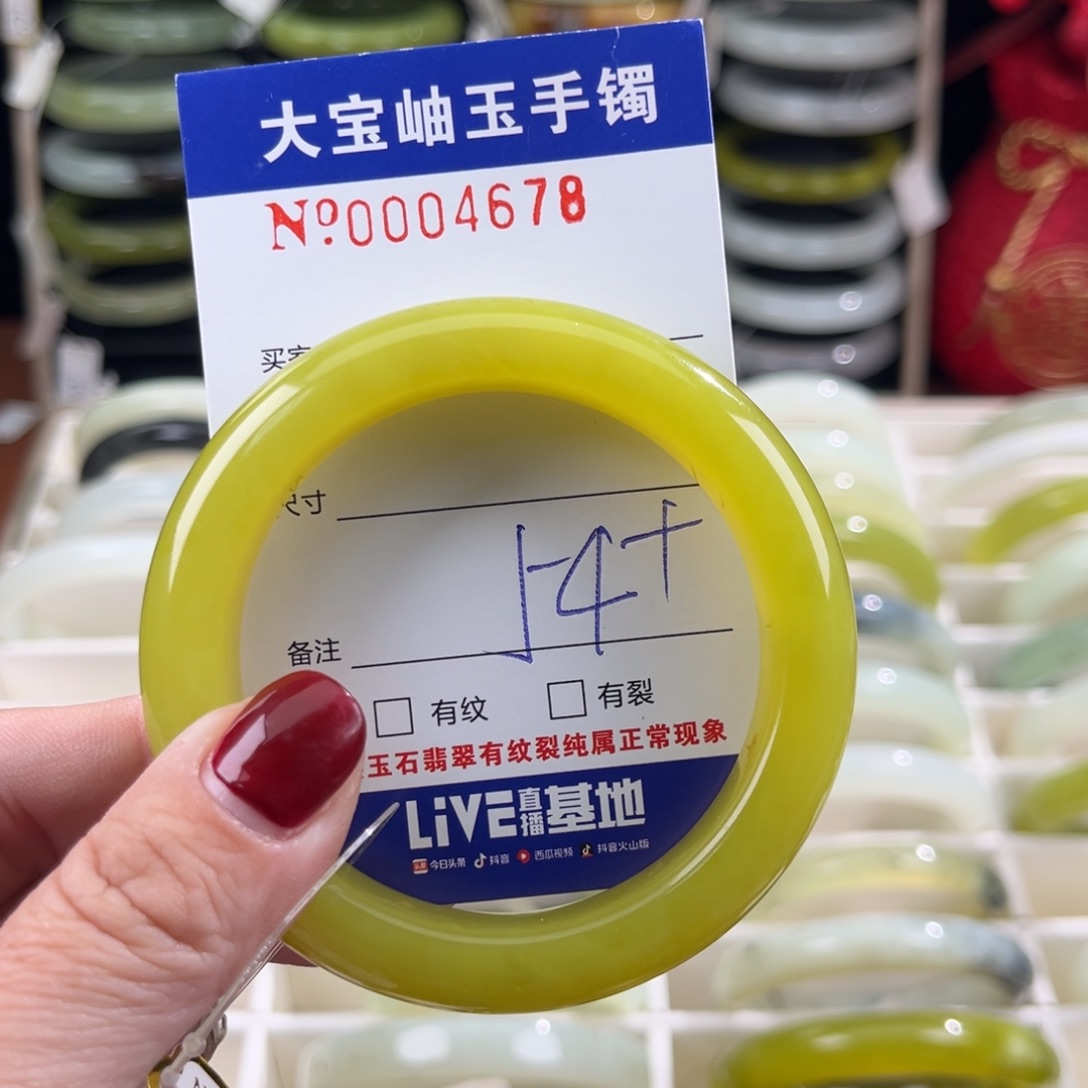 大宝岫玉手镯
№0004678
买家
尺寸
54+
备注
□ 有纹 □ 有裂
玉石翡翠有纹裂纯属正常现象
LiVE直播基地
今日头条 抖音 西瓜视频 抖音火山版